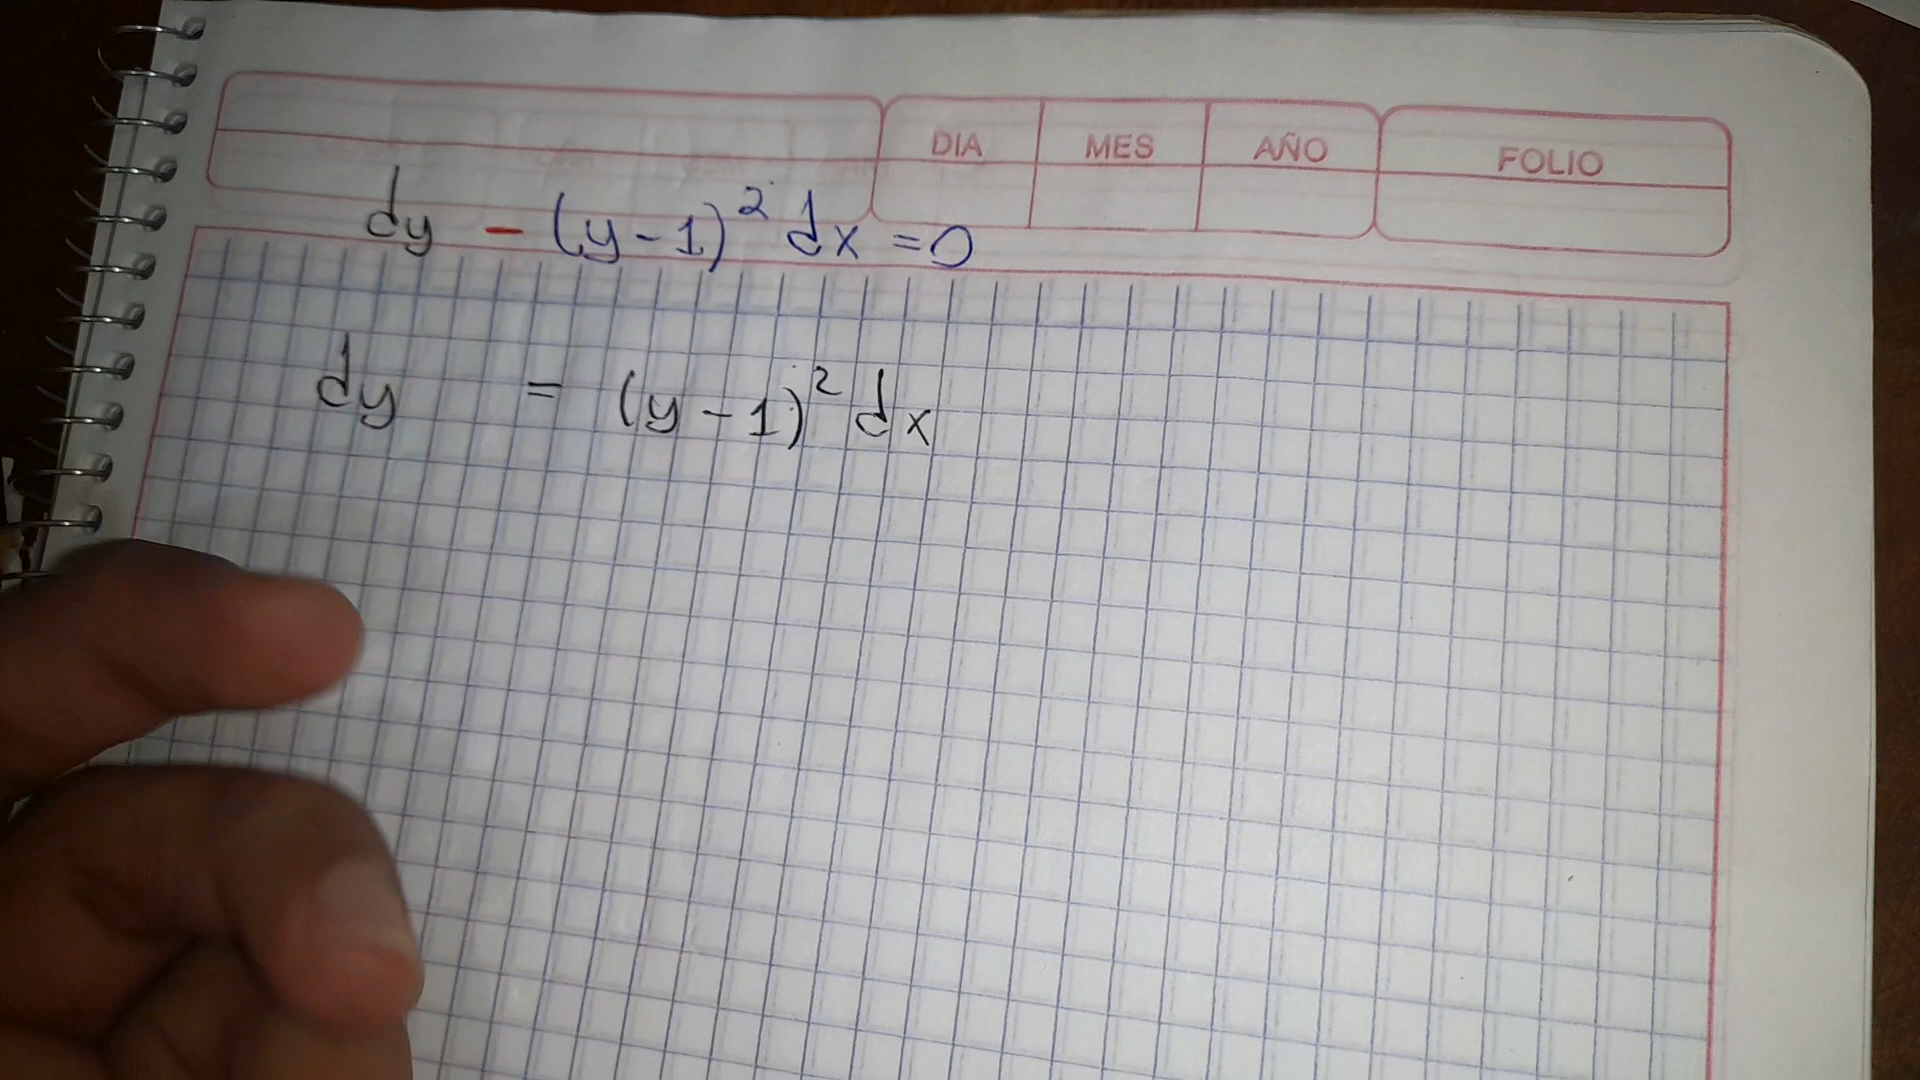 DIA MES AÑO FOLIO
dy - (y-1)² dx = 0
dy = (y-1)² dx